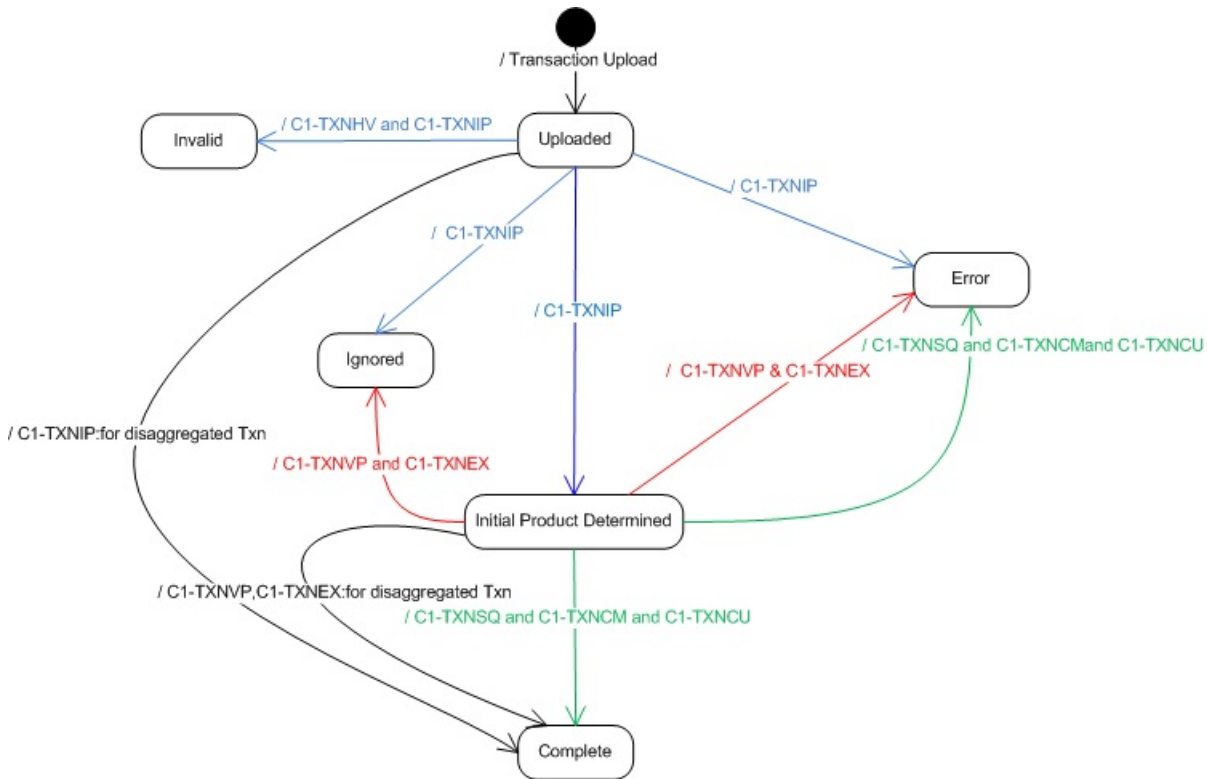 / Transaction Upload
Invalid
/ C1-TXNHV and C1-TXNIP
Uploaded
/ C1-TXNIP
/ C1-TXNIP
Error
/ C1-TXNIP
Ignored
/ C1-TXNSQ and C1-TXNCMand C1-TXNCU
/ C1-TXNVP & C1-TXNEX
/ C1-TXNIP:for disaggregated Txn
/ C1-TXNVP and C1-TXNEX
Initial Product Determined
/ C1-TXNVP,C1-TXNEX:for disaggregated Txn
/ C1-TXNSQ and C1-TXNCM and C1-TXNCU
Complete